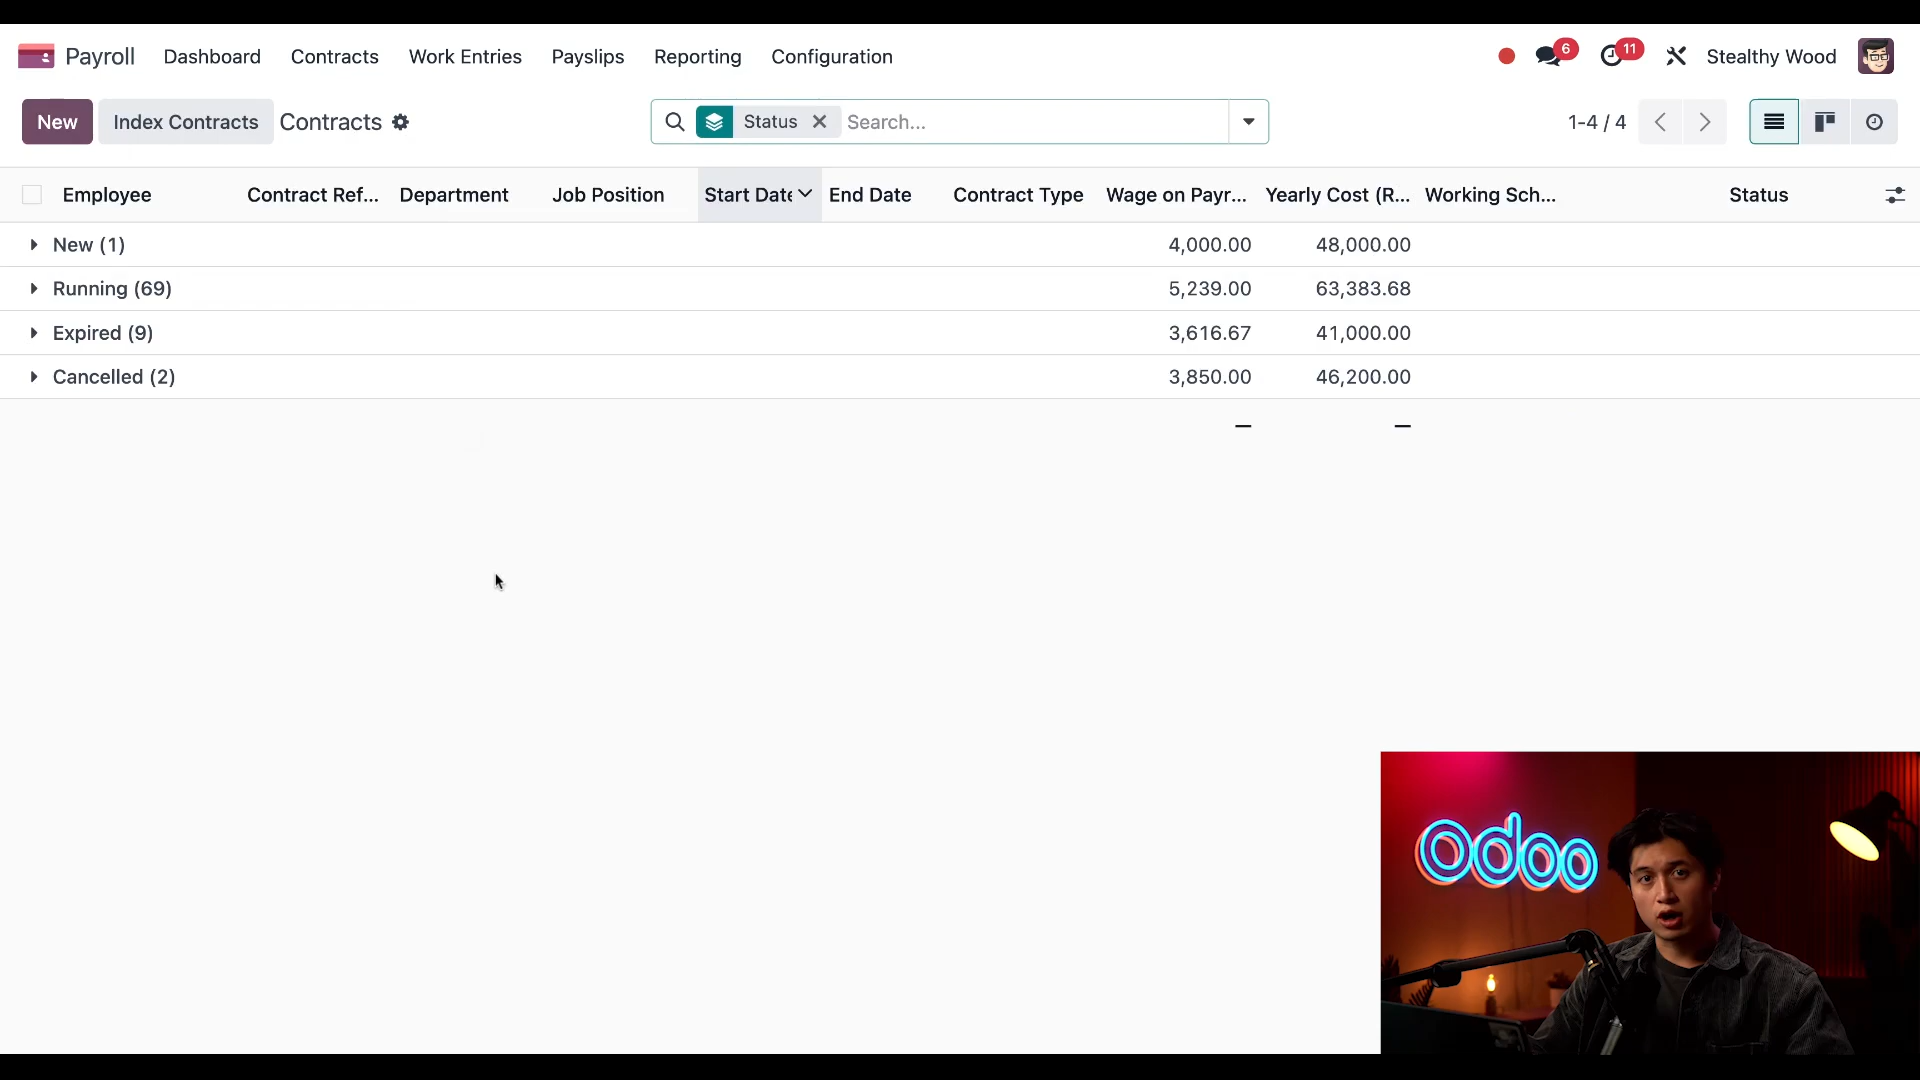 Payroll Dashboard Contracts Work Entries Payslips Reporting Configuration 6 11 Stealthy Wood
New Index Contracts Contracts Status Search... 1-4 / 4
Employee Contract Ref... Department Job Position Start Date End Date Contract Type Wage on Payr... Yearly Cost (R... Working Sch... Status
New (1) 4,000.00 48,000.00
Running (69) 5,239.00 63,383.68
Expired (9) 3,616.67 41,000.00
Cancelled (2) 3,850.00 46,200.00
— —
odoo